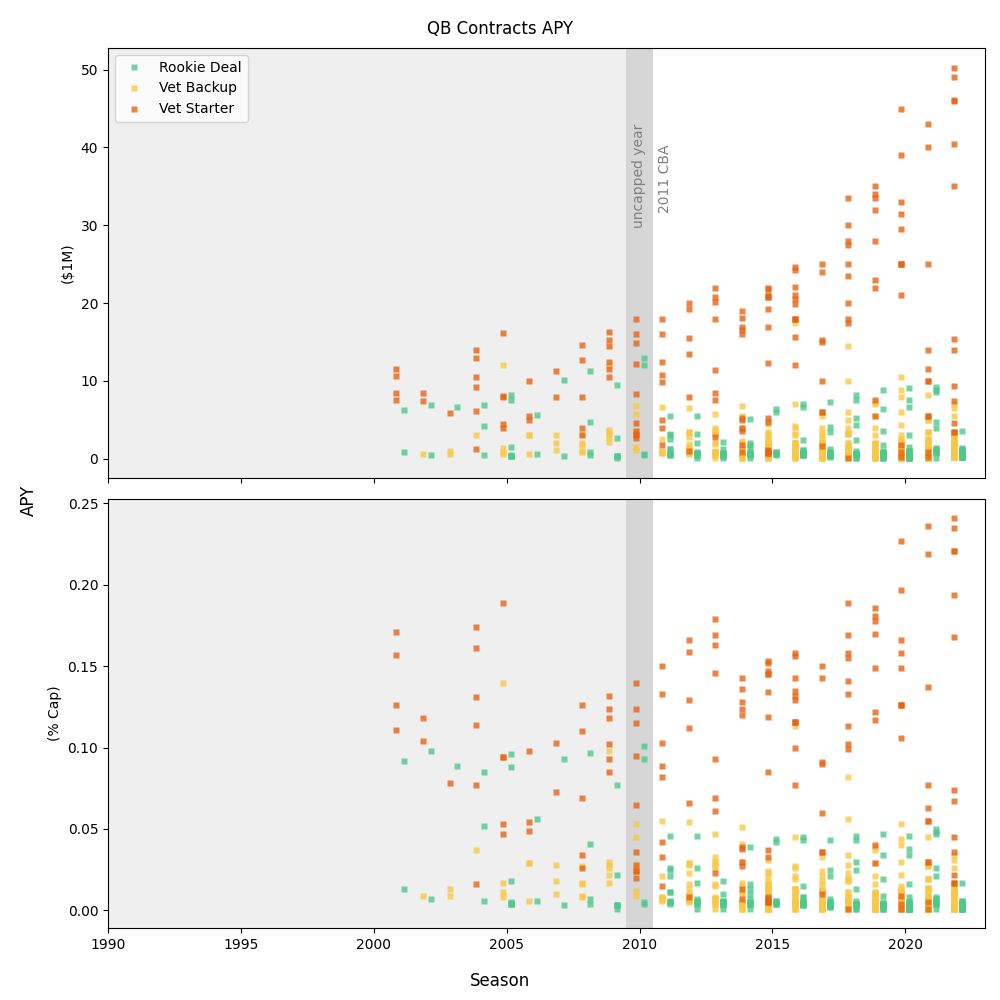 QB Contracts APY
Rookie Deal
Vet Backup
Vet Starter
50
40
30
20
10
0
($1M)
uncapped year
2011 CBA
APY
0.25
0.20
0.15
0.10
0.05
0.00
(% Cap)
1990
1995
2000
2005
2010
2015
2020
Season